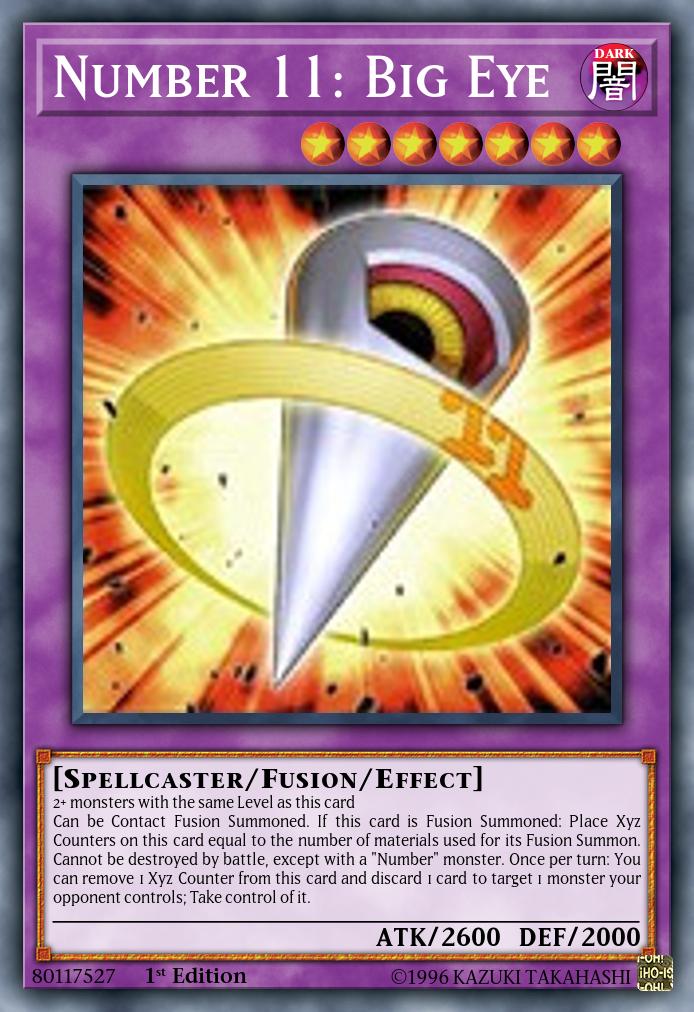 NUMBER 11: BIG EYE
DARK
闇
11
[SPELLCASTER/FUSION/EFFECT]
2+ monsters with the same Level as this card
Can be Contact Fusion Summoned. If this card is Fusion Summoned: Place Xyz
Counters on this card equal to the number of materials used for its Fusion Summon.
Cannot be destroyed by battle, except with a "Number" monster. Once per turn: You
can remove 1 Xyz Counter from this card and discard 1 card to target 1 monster your
opponent controls; Take control of it.
ATK/2600 DEF/2000
80117527 1st Edition ©1996 KAZUKI TAKAHASHI